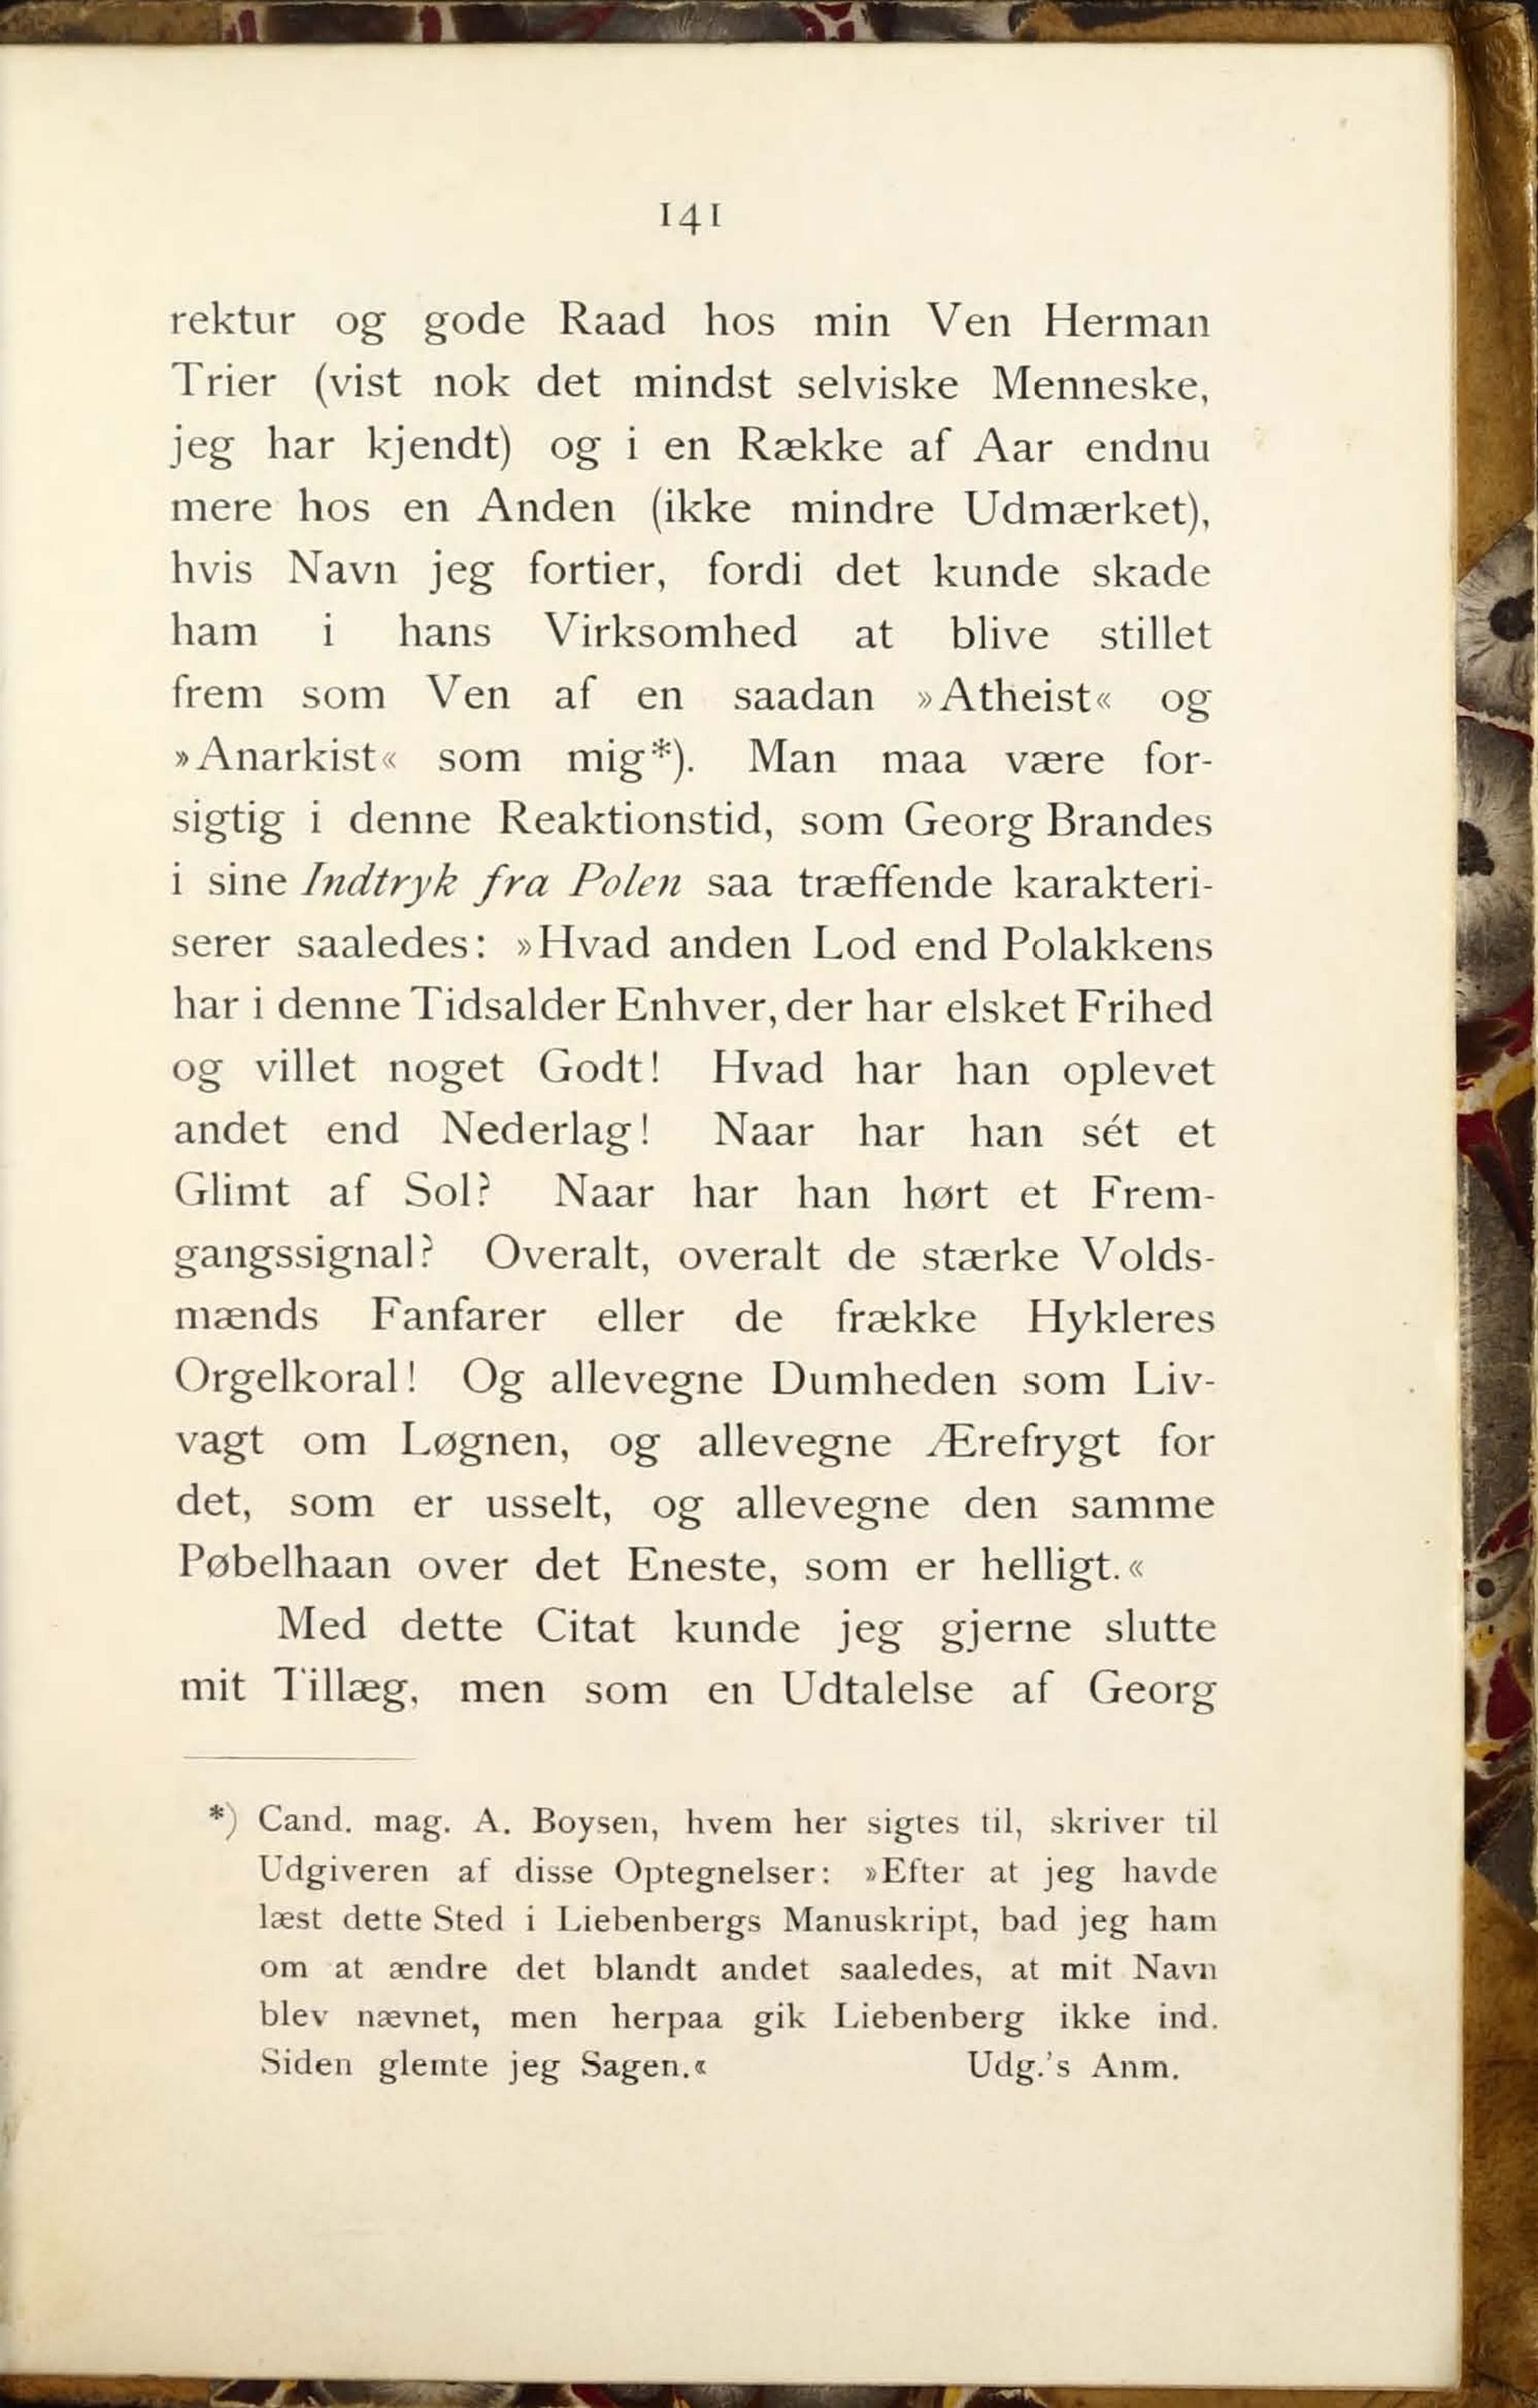 141
rektur og gode Raad hos min Ven Herman
Trier (vist nok det mindst selviske Menneske,
jeg har kjendt) og i en Række af Aar endnu
mere hos en Anden (ikke mindre Udmærket),
hvis Navn jeg fortier, fordi det kunde skade
ham i hans Virksomhed at blive stillet
frem som Ven af en saadan »Atheist« og
»Anarkist« som mig*). Man maa være for-
sigtig i denne Reaktionstid, som Georg Brandes
i sine Indtryk fra Polen saa træffende karakteri-
serer saaledes: »Hvad anden Lod end Polakkens
har i denne Tidsalder Enhver, der har elsket Frihed
og villet noget Godt! Hvad har han oplevet
andet end Nederlag! Naar har han sét et
Glimt af Sol? Naar har han hørt et Frem-
gangssignal? Overalt, overalt de stærke Volds-
mænds Fanfarer eller de frække Hykleres
Orgelkoral! Og allevegne Dumheden som Liv-
vagt om Løgnen, og allevegne Ærefrygt for
det, som er usselt, og allevegne den samme
Pøbelhaan over det Eneste, som er helligt.«
Med dette Citat kunde jeg gjerne slutte
mit Tillæg, men som en Udtalelse af Georg
*) Cand. mag. A. Boysen, hvem her sigtes til, skriver til
Udgiveren af disse Optegnelser: »Efter at jeg havde
læst dette Sted i Liebenbergs Manuskript, bad jeg ham
om at ændre det blandt andet saaledes, at mit Navn
blev nævnet, men herpaa gik Liebenberg ikke ind.
Siden glemte jeg Sagen.« Udg.'s Anm.